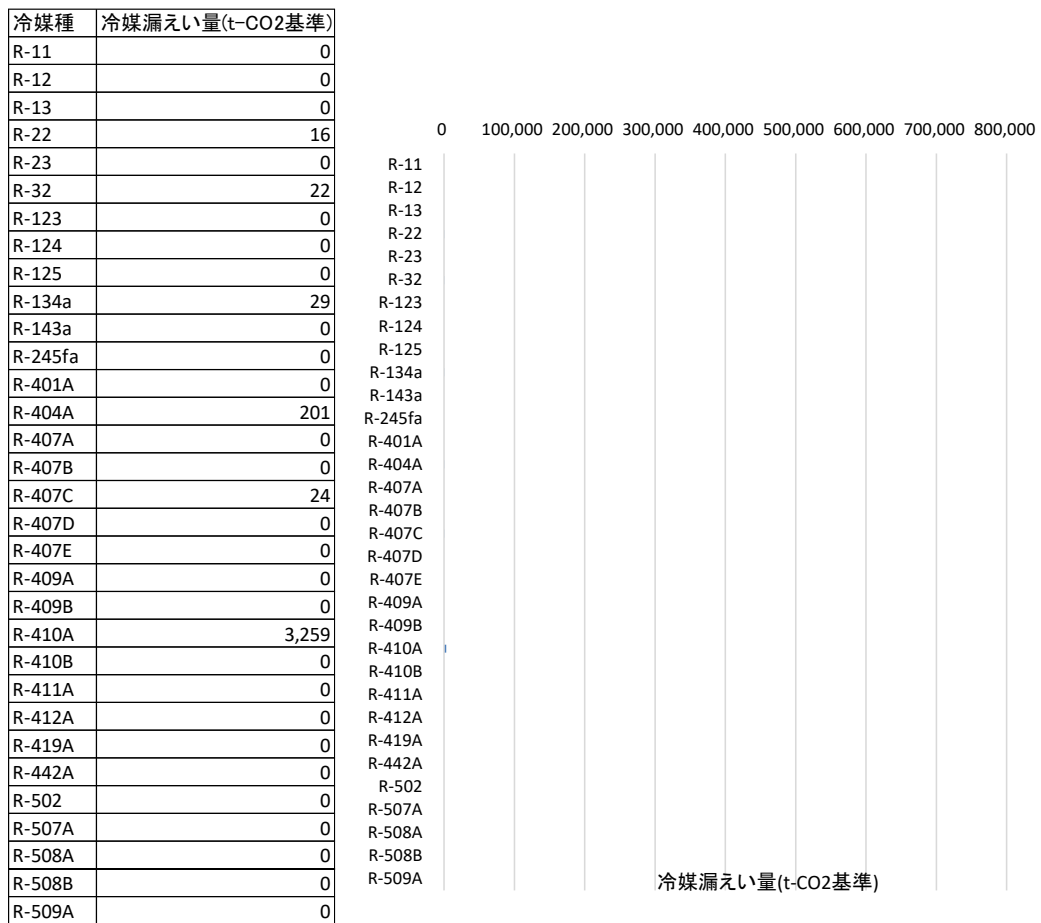 冷媒種 冷媒漏えい量(t-CO2基準)
R-11 0
R-12 0
R-13 0
R-22 16
R-23 0
R-32 22
R-123 0
R-124 0
R-125 0
R-134a 29
R-143a 0
R-245fa 0
R-401A 0
R-404A 201
R-407A 0
R-407B 0
R-407C 24
R-407D 0
R-407E 0
R-409A 0
R-409B 0
R-410A 3,259
R-410B 0
R-411A 0
R-412A 0
R-419A 0
R-442A 0
R-502 0
R-507A 0
R-508A 0
R-508B 0
R-509A 0
0 100,000 200,000 300,000 400,000 500,000 600,000 700,000 800,000
R-11
R-12
R-13
R-22
R-23
R-32
R-123
R-124
R-125
R-134a
R-143a
R-245fa
R-401A
R-404A
R-407A
R-407B
R-407C
R-407D
R-407E
R-409A
R-409B
R-410A
R-410B
R-411A
R-412A
R-419A
R-442A
R-502
R-507A
R-508A
R-508B
R-509A
冷媒漏えい量(t-CO2基準)